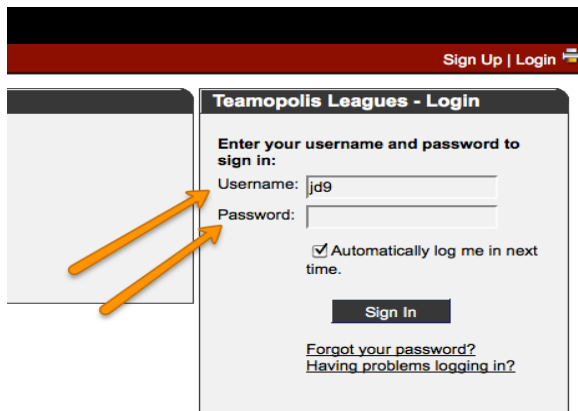 Sign Up | Login
Teamopolis Leagues - Login
Enter your username and password to
sign in:
Username: jd9
Password:
Automatically log me in next
time.
Sign In
Forgot your password?
Having problems logging in?